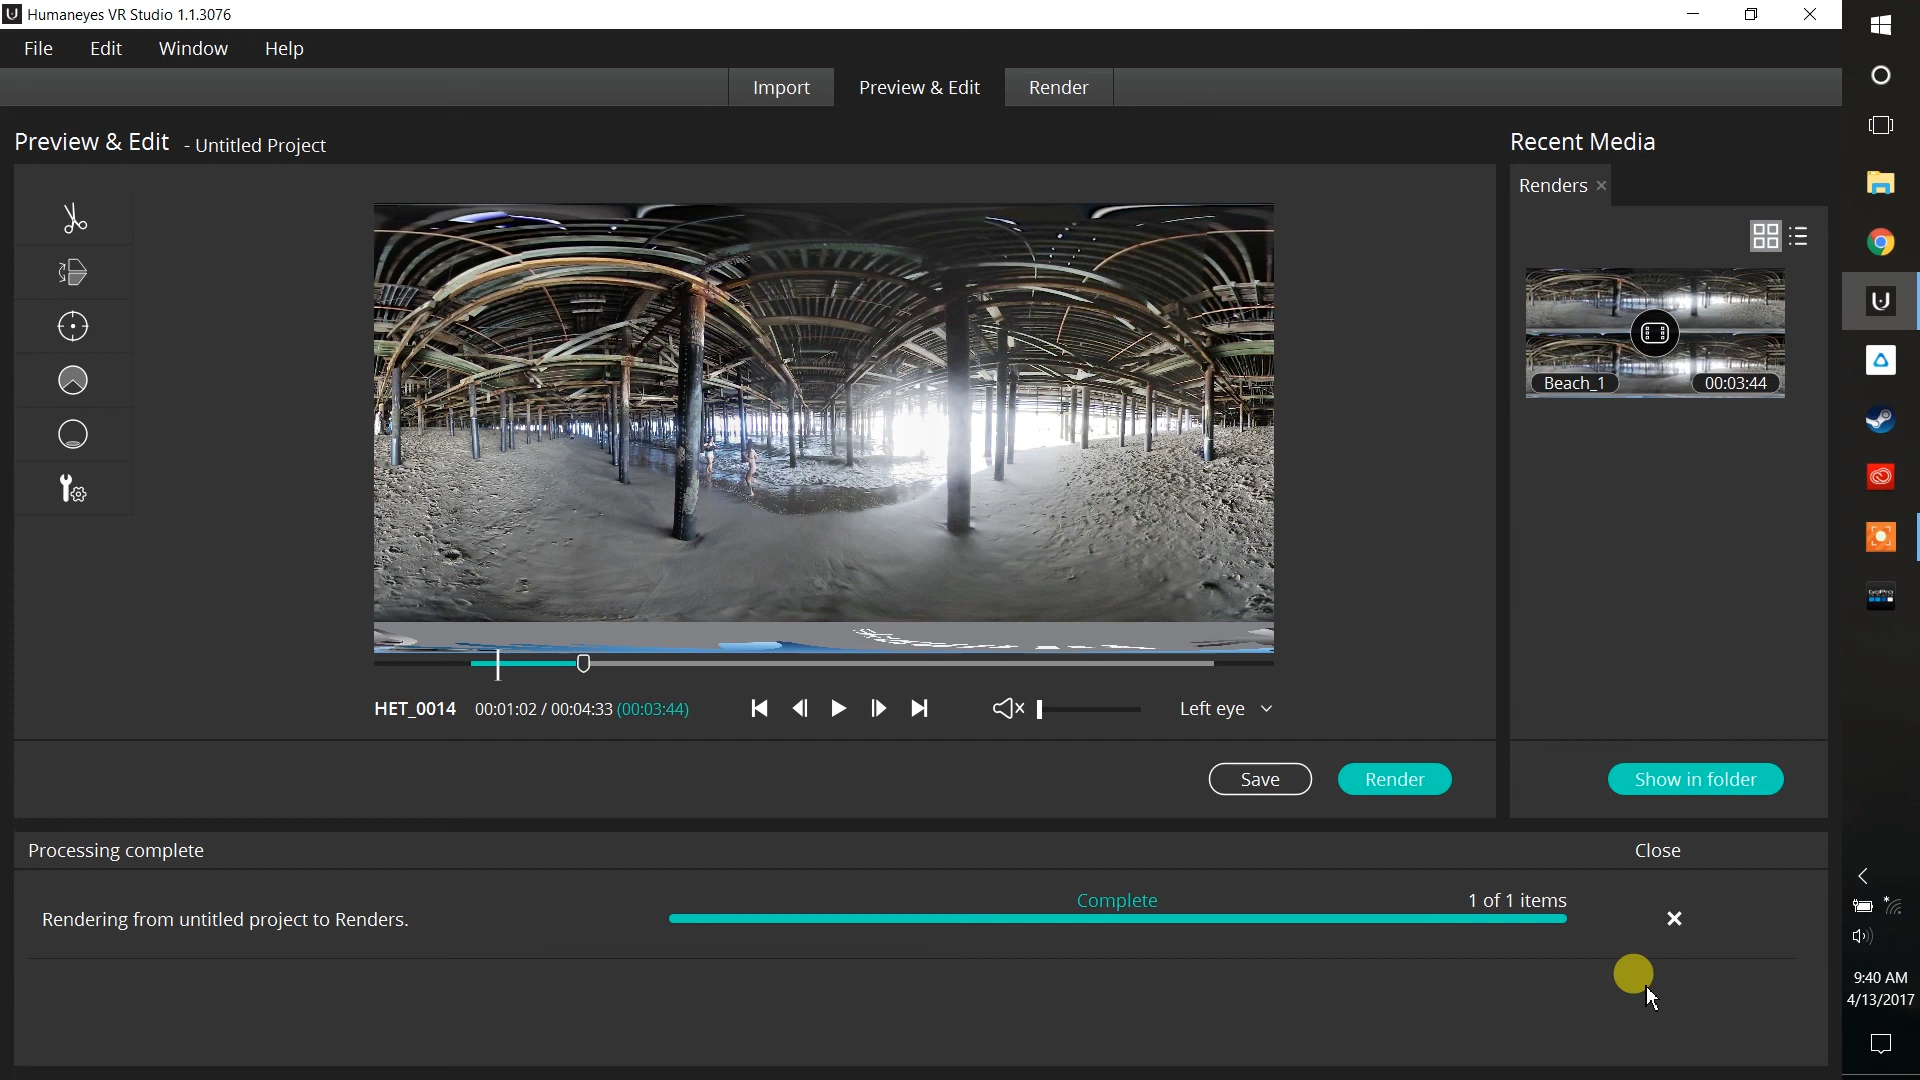 Humaneyes VR Studio 1.1.3076
File Edit Window Help
Import Preview & Edit Render
Preview & Edit - Untitled Project
Recent Media
Renders
Beach_1 00:03:44
HET_0014 00:01:02 / 00:04:33 (00:03:44)
Left eye
Save Render
Show in folder
Processing complete
Close
Complete 1 of 1 items
Rendering from untitled project to Renders.
GoPro
9:40 AM
4/13/2017